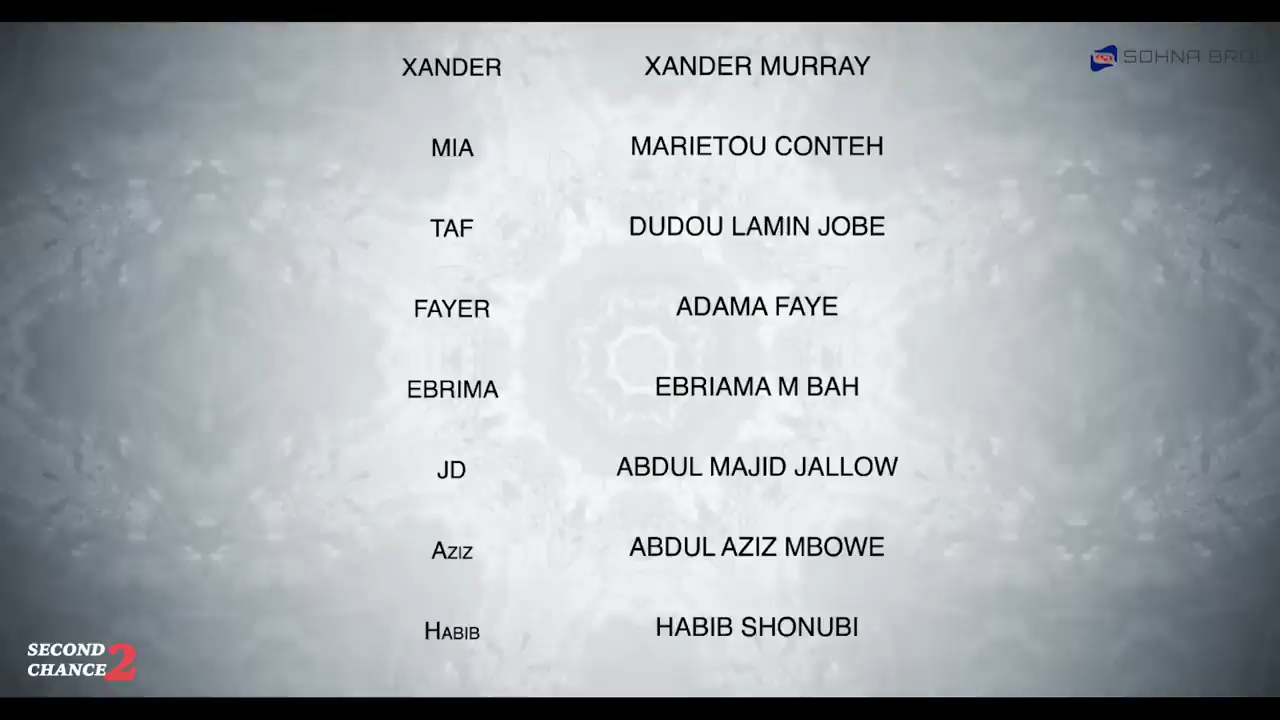 XANDER XANDER MURRAY
SOHNA
MIA MARIETOU CONTEH
TAF DUDOU LAMIN JOBE
FAYER ADAMA FAYE
EBRIMA EBRIAMA M BAH
JD ABDUL MAJID JALLOW
AZIZ ABDUL AZIZ MBOWE
HABIB HABIB SHONUBI
SECOND
CHANCE 2